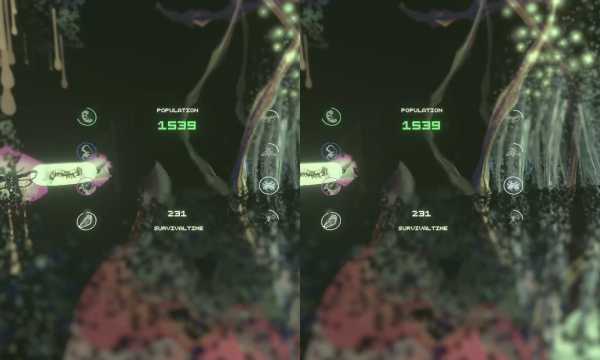 POPULATION
1539
231
SURVIVALTIME
POPULATION
1539
231
SURVIVALTIME